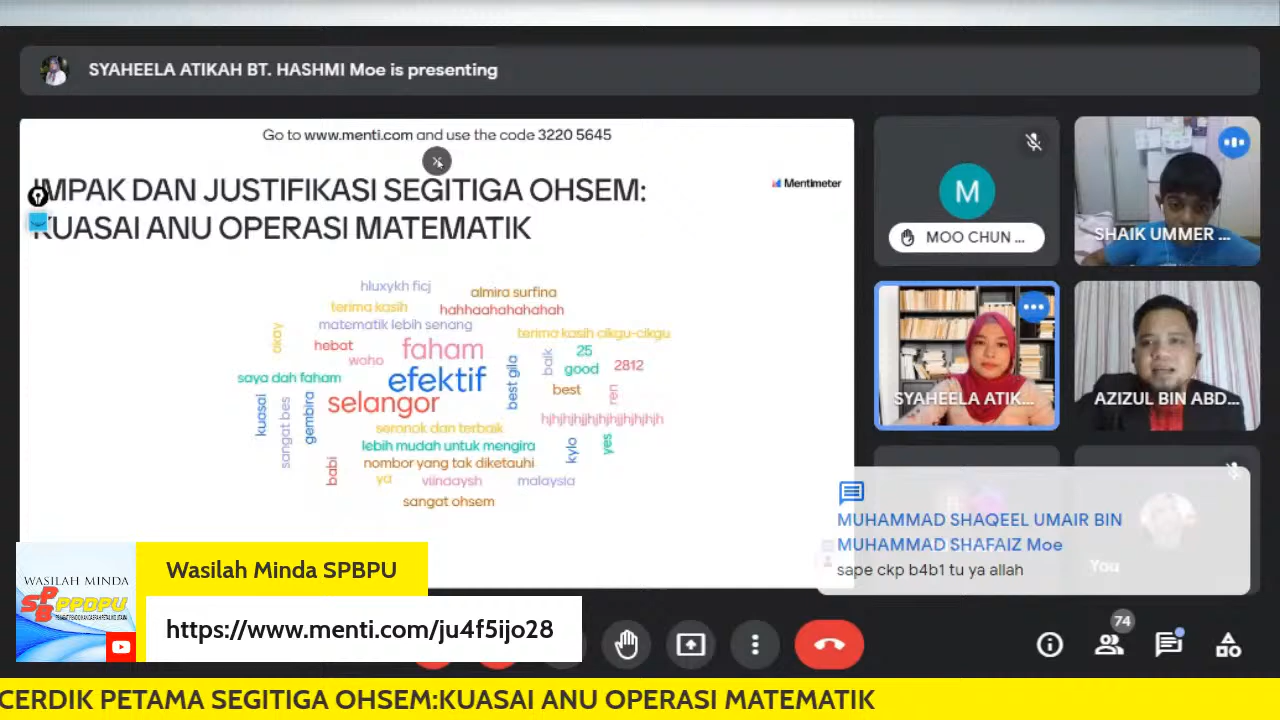 SYAHEELA ATIKAH BT. HASHMI Moe is presenting
Go to www.menti.com and use the code 3220 5645
IMPAK DAN JUSTIFIKASI SEGITIGA OHSEM:
KUASAI ANU OPERASI MATEMATIK
Mentimeter
hluxykh ficj
almira surfina
terima kasih
hahhaahahahahah
matematik lebih senang
terima kasih cikgu-cikgu
okay
hebat
woho
faham
25
baik
good
2812
saya dah faham
efektif
best gila
best
ren
selangor
kuasai
sangat bes
gembira
hjhjhjhjjhjhjhjjhjhjhjh
seronok dan terbaik
lebih mudah untuk mengira
kylo
yes
babi
nombor yang tak diketauhi
ya
viindaysh
malaysia
sangat ohsem
M
MOO CHUN ...
SHAIK UMMER ...
SYAHEELA ATIK...
AZIZUL BIN ABD...
MUHAMMAD SHAQEEL UMAIR BIN
MUHAMMAD SHAFAIZ Moe
sape ckp b4b1 tu ya allah
You
WASILAH MINDA
SPB PPDPU
Wasilah Minda SPBPU
https://www.menti.com/ju4f5ijo28
74
CERDIK PETAMA SEGITIGA OHSEM:KUASAI ANU OPERASI MATEMATIK